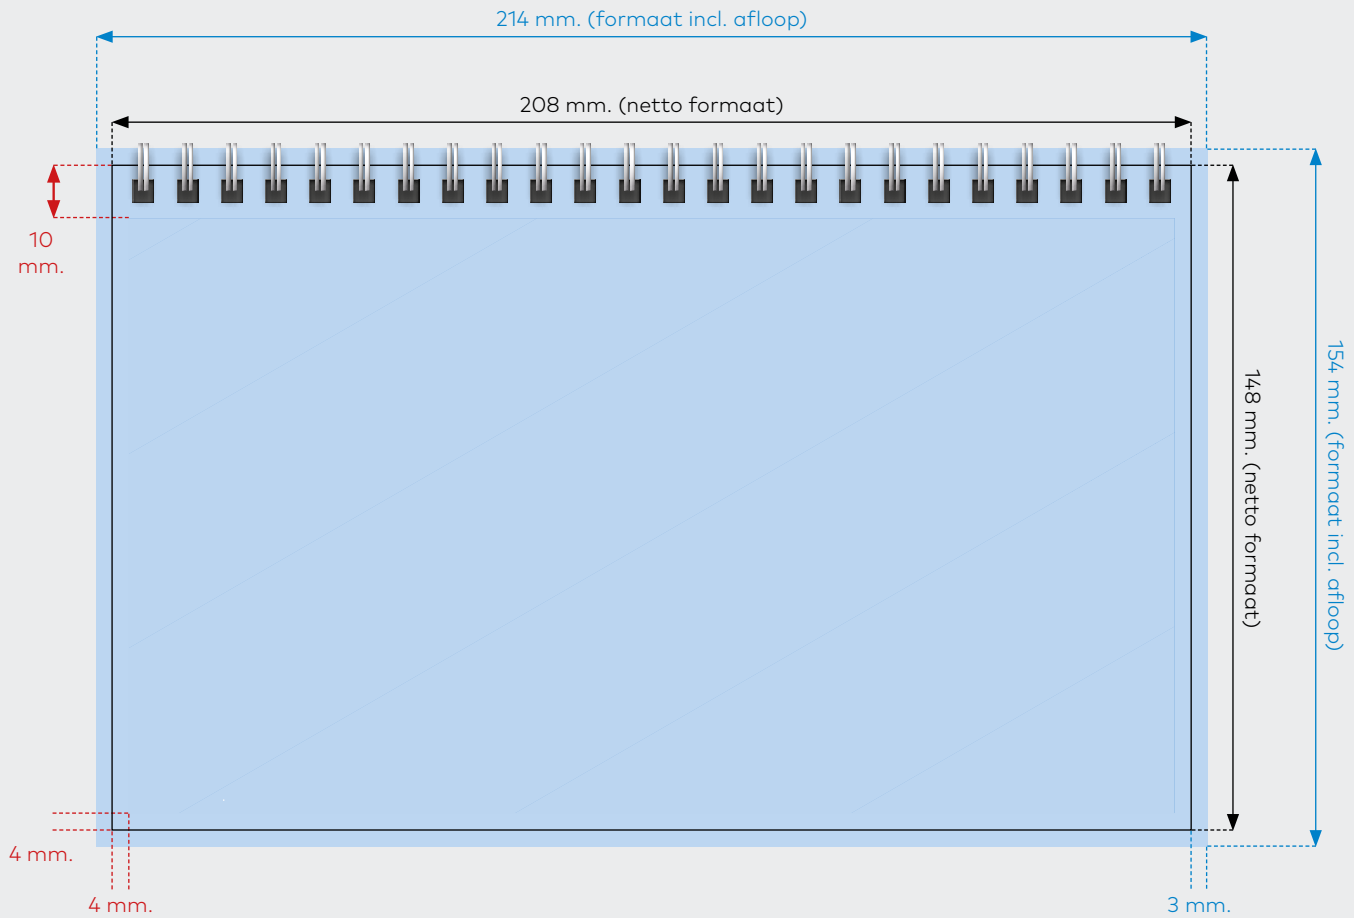 214 mm. (formaat incl. afloop)
208 mm. (netto formaat)
10
mm.
148 mm. (netto formaat)
154 mm. (formaat incl. afloop)
4 mm.
4 mm.
3 mm.